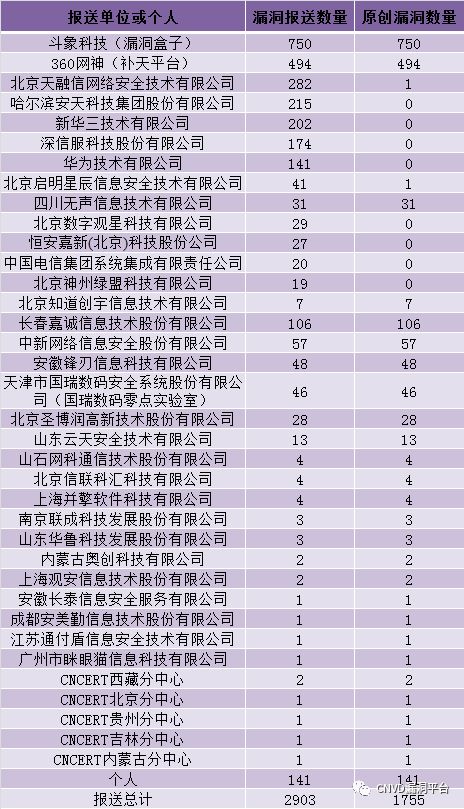 报送单位或个人 漏洞报送数量 原创漏洞数量
斗象科技（漏洞盒子） 750 750
360网神（补天平台） 494 494
北京天融信网络安全技术有限公司 282 1
哈尔滨安天科技集团股份有限公司 215 0
新华三技术有限公司 202 0
深信服科技股份有限公司 174 0
华为技术有限公司 141 0
北京启明星辰信息安全技术有限公司 41 1
四川无声信息技术有限公司 31 31
北京数字观星科技有限公司 29 0
恒安嘉新(北京)科技股份公司 27 0
中国电信集团系统集成有限责任公司 20 0
北京神州绿盟科技有限公司 19 0
北京知道创宇信息技术有限公司 7 7
长春嘉诚信息技术股份有限公司 106 106
中新网络信息安全股份有限公司 57 57
安徽锋刃信息科技有限公司 48 48
天津市国瑞数码安全系统股份有限公
司（国瑞数码零点实验室） 46 46
北京圣博润高新技术股份有限公司 28 28
山东云天安全技术有限公司 13 13
山石网科通信技术股份有限公司 4 4
北京信联科汇科技有限公司 4 4
上海并擎软件科技有限公司 4 4
南京联成科技发展股份有限公司 3 3
山东华鲁科技发展股份有限公司 3 3
内蒙古奥创科技有限公司 2 2
上海观安信息技术股份有限公司 2 2
安徽长泰信息安全服务有限公司 1 1
成都安美勤信息技术股份有限公司 1 1
江苏通付盾信息安全技术有限公司 1 1
广州市眯眼猫信息科技有限公司 1 1
CNCERT西藏分中心 2 2
CNCERT北京分中心 1 1
CNCERT贵州分中心 1 1
CNCERT吉林分中心 1 1
CNCERT内蒙古分中心 1 1
个人 141 141
报送总计 2903 1755
CNVD漏洞平台